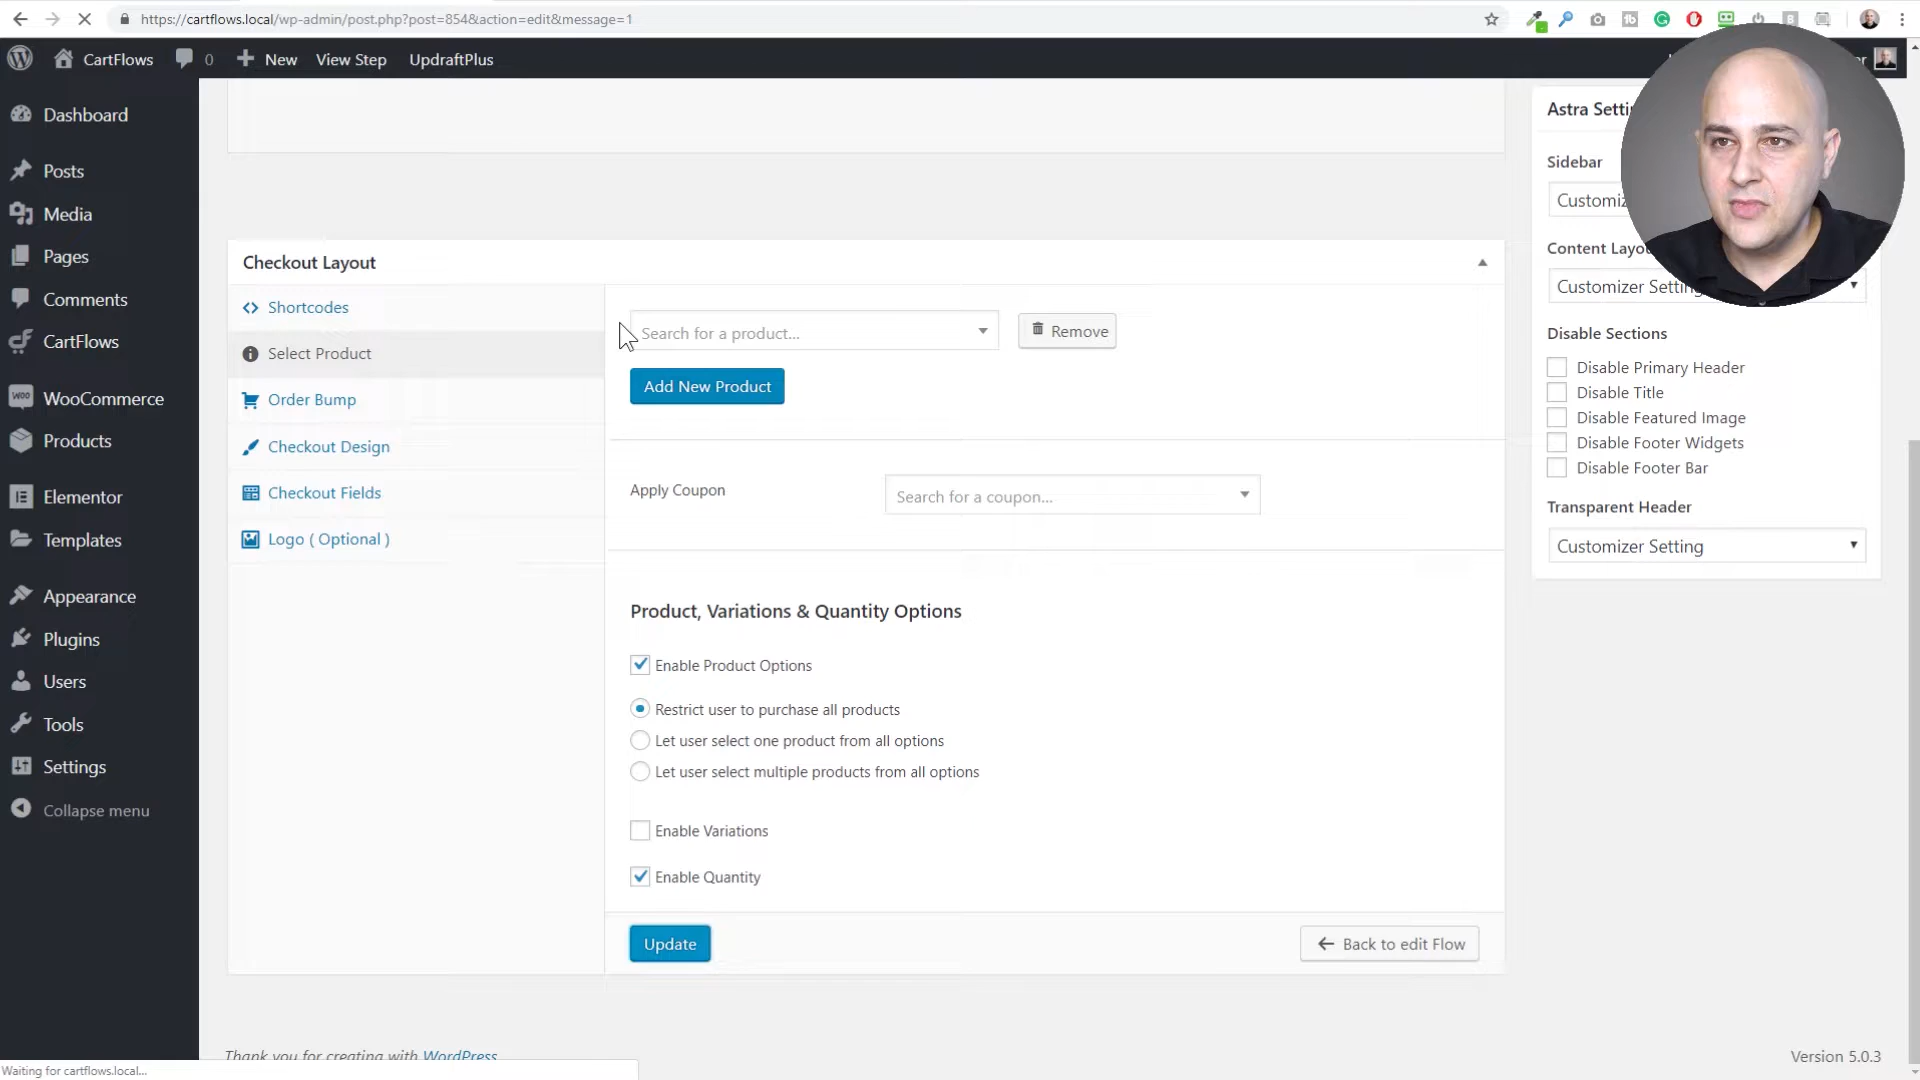 https://cartflows.local/wp-admin/post.php?post=854&action=edit&message=1
CartFlows
0
New
View Step
UpdraftPlus
Dashboard
Posts
Media
Pages
Comments
CartFlows
WooCommerce
Products
Elementor
Templates
Appearance
Plugins
Users
Tools
Settings
Collapse menu
Checkout Layout
Shortcodes
Select Product
Order Bump
Checkout Design
Checkout Fields
Logo ( Optional )
Search for a product...
Remove
Add New Product
Apply Coupon
Search for a coupon...
Product, Variations & Quantity Options
Enable Product Options
Restrict user to purchase all products
Let user select one product from all options
Let user select multiple products from all options
Enable Variations
Enable Quantity
Update
Back to edit Flow
Astra
Sidebar
Content
Customizer
Disable Sections
Disable Primary Header
Disable Title
Disable Featured Image
Disable Footer Widgets
Disable Footer Bar
Transparent Header
Customizer Setting
Thank you for creating with WordPress
Version 5.0.3
Waiting for cartflows.local...